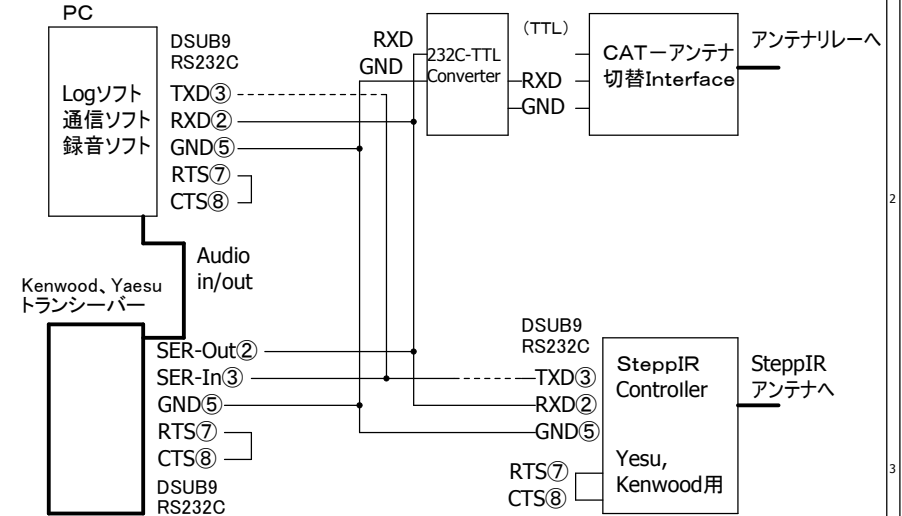 PC
DSUB9
RS232C
Logソフト
通信ソフト
録音ソフト
TXD③
RXD②
GND⑤
RTS⑦
CTS⑧
RXD
GND
232C-TTL
Converter
(TTL)
RXD
GND
CAT－アンテナ
切替Interface
アンテナリレーへ
2
Audio
in/out
Kenwood、Yaesu
トランシーバー
SER-Out②
SER-In③
GND⑤
RTS⑦
CTS⑧
DSUB9
RS232C
DSUB9
RS232C
TXD③
RXD②
GND⑤
RTS⑦
CTS⑧
SteppIR
Controller
Yesu,
Kenwood用
SteppIR
アンテナへ
3